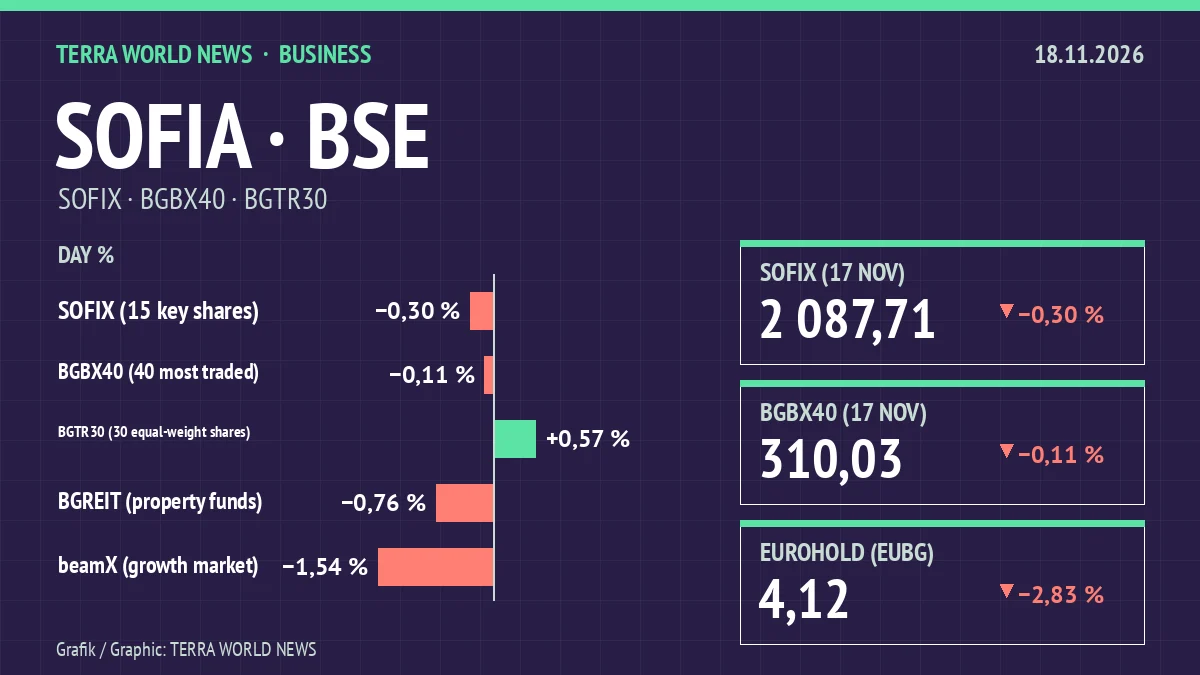 TERRA WORLD NEWS · BUSINESS
18.11.2026
SOFIA · BSE
SOFIX · BGBX40 · BGTR30
DAY %
SOFIX (15 key shares) −0,30 %
BGBX40 (40 most traded) −0,11 %
BGTR30 (30 equal-weight shares) +0,57 %
BGREIT (property funds) −0,76 %
beamX (growth market) −1,54 %
SOFIX (17 NOV)
2 087,71 ▼−0,30 %
BGBX40 (17 NOV)
310,03 ▼−0,11 %
EUROHOLD (EUBG)
4,12 ▼−2,83 %
Grafik / Graphic: TERRA WORLD NEWS